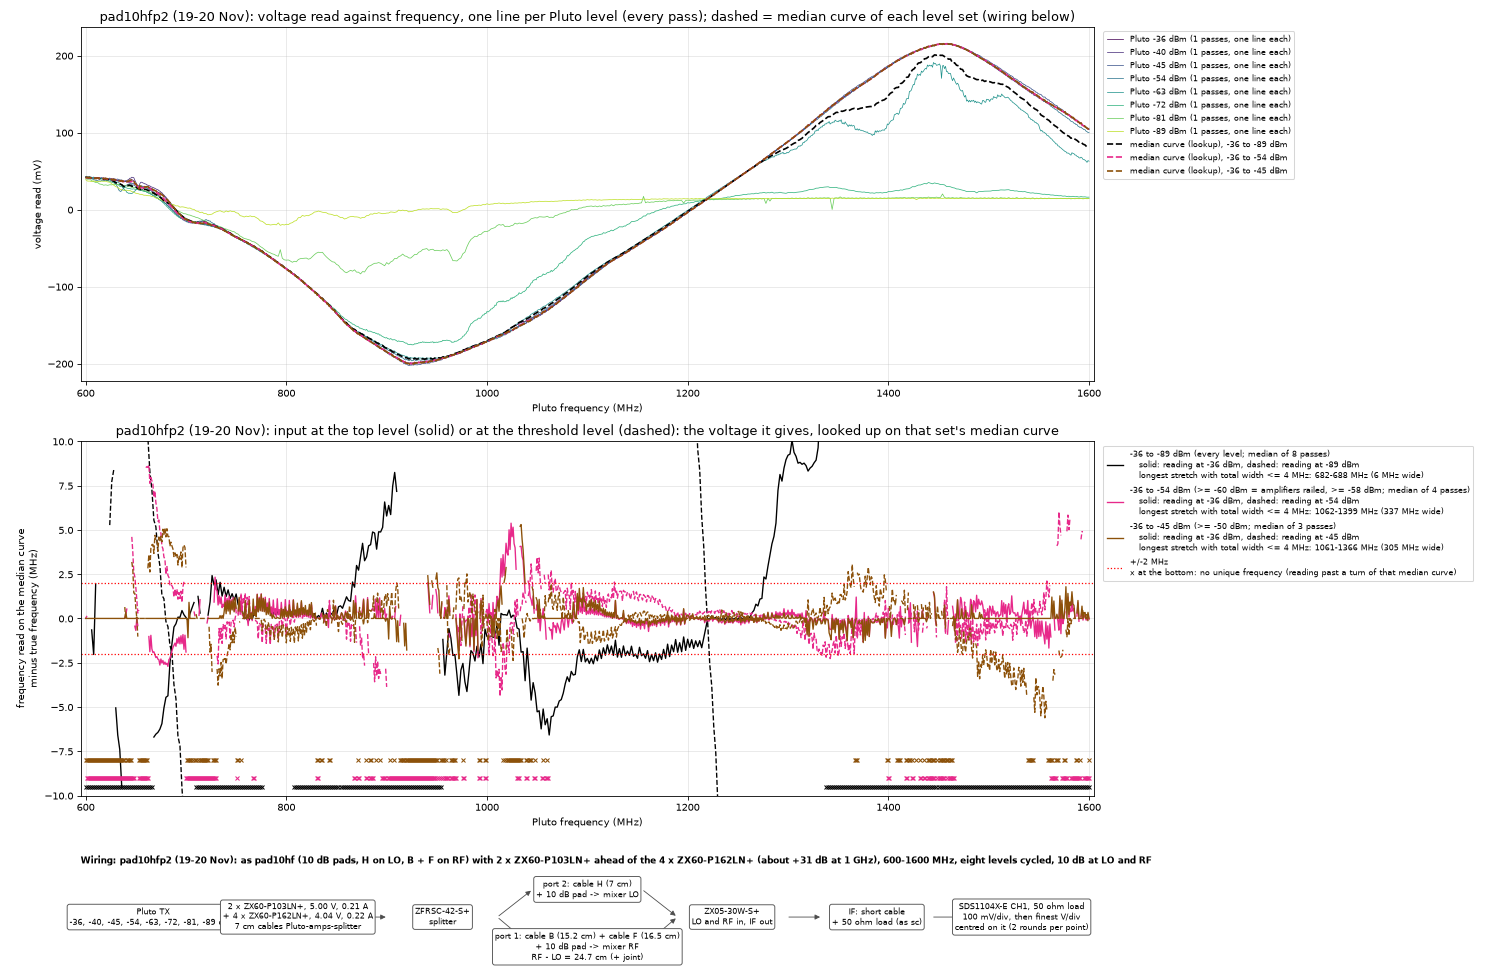 pad10hfp2 (19-20 Nov): voltage read against frequency, one line per Pluto level (every pass); dashed = median curve of each level set (wiring below)
voltage read (mV)
200
100
0
−100
−200
600
800
1000
1200
1400
1600
Pluto frequency (MHz)
Pluto -36 dBm (1 passes, one line each)
Pluto -40 dBm (1 passes, one line each)
Pluto -45 dBm (1 passes, one line each)
Pluto -54 dBm (1 passes, one line each)
Pluto -63 dBm (1 passes, one line each)
Pluto -72 dBm (1 passes, one line each)
Pluto -81 dBm (1 passes, one line each)
Pluto -89 dBm (1 passes, one line each)
median curve (lookup), -36 to -89 dBm
median curve (lookup), -36 to -54 dBm
median curve (lookup), -36 to -45 dBm
pad10hfp2 (19-20 Nov): input at the top level (solid) or at the threshold level (dashed): the voltage it gives, looked up on that set's median curve
frequency read on the median curve
minus true frequency (MHz)
10.0
7.5
5.0
2.5
0.0
−2.5
−5.0
−7.5
−10.0
600
800
1000
1200
1400
1600
Pluto frequency (MHz)
-36 to -89 dBm (every level; median of 8 passes)
solid: reading at -36 dBm, dashed: reading at -89 dBm
longest stretch with total width <= 4 MHz: 682-688 MHz (6 MHz wide)
-36 to -54 dBm (>= -60 dBm = amplifiers railed, >= -58 dBm; median of 4 passes)
solid: reading at -36 dBm, dashed: reading at -54 dBm
longest stretch with total width <= 4 MHz: 1062-1399 MHz (337 MHz wide)
-36 to -45 dBm (>= -50 dBm; median of 3 passes)
solid: reading at -36 dBm, dashed: reading at -45 dBm
longest stretch with total width <= 4 MHz: 1061-1366 MHz (305 MHz wide)
+/-2 MHz
x at the bottom: no unique frequency (reading past a turn of that median curve)
Wiring: pad10hfp2 (19-20 Nov): as pad10hf (10 dB pads, H on LO, B + F on RF) with 2 x ZX60-P103LN+ ahead of the 4 x ZX60-P162LN+ (about +31 dB at 1 GHz), 600-1600 MHz, eight levels cycled, 10 dB at LO and RF
Pluto TX
-36, -40, -45, -54, -63, -72, -81, -89
2 x ZX60-P103LN+, 5.00 V, 0.21 A
+ 4 x ZX60-P162LN+, 4.04 V, 0.22 A
7 cm cables Pluto-amps-splitter
ZFRSC-42-S+
splitter
port 2: cable H (7 cm)
+ 10 dB pad -> mixer LO
port 1: cable B (15.2 cm) + cable F (16.5 cm)
+ 10 dB pad -> mixer RF
RF - LO = 24.7 cm (+ joint)
ZX05-30W-S+
LO and RF in, IF out
IF: short cable
+ 50 ohm load (as sc)
SDS1104X-E CH1, 50 ohm load
100 mV/div, then finest V/div
centred on it (2 rounds per point)